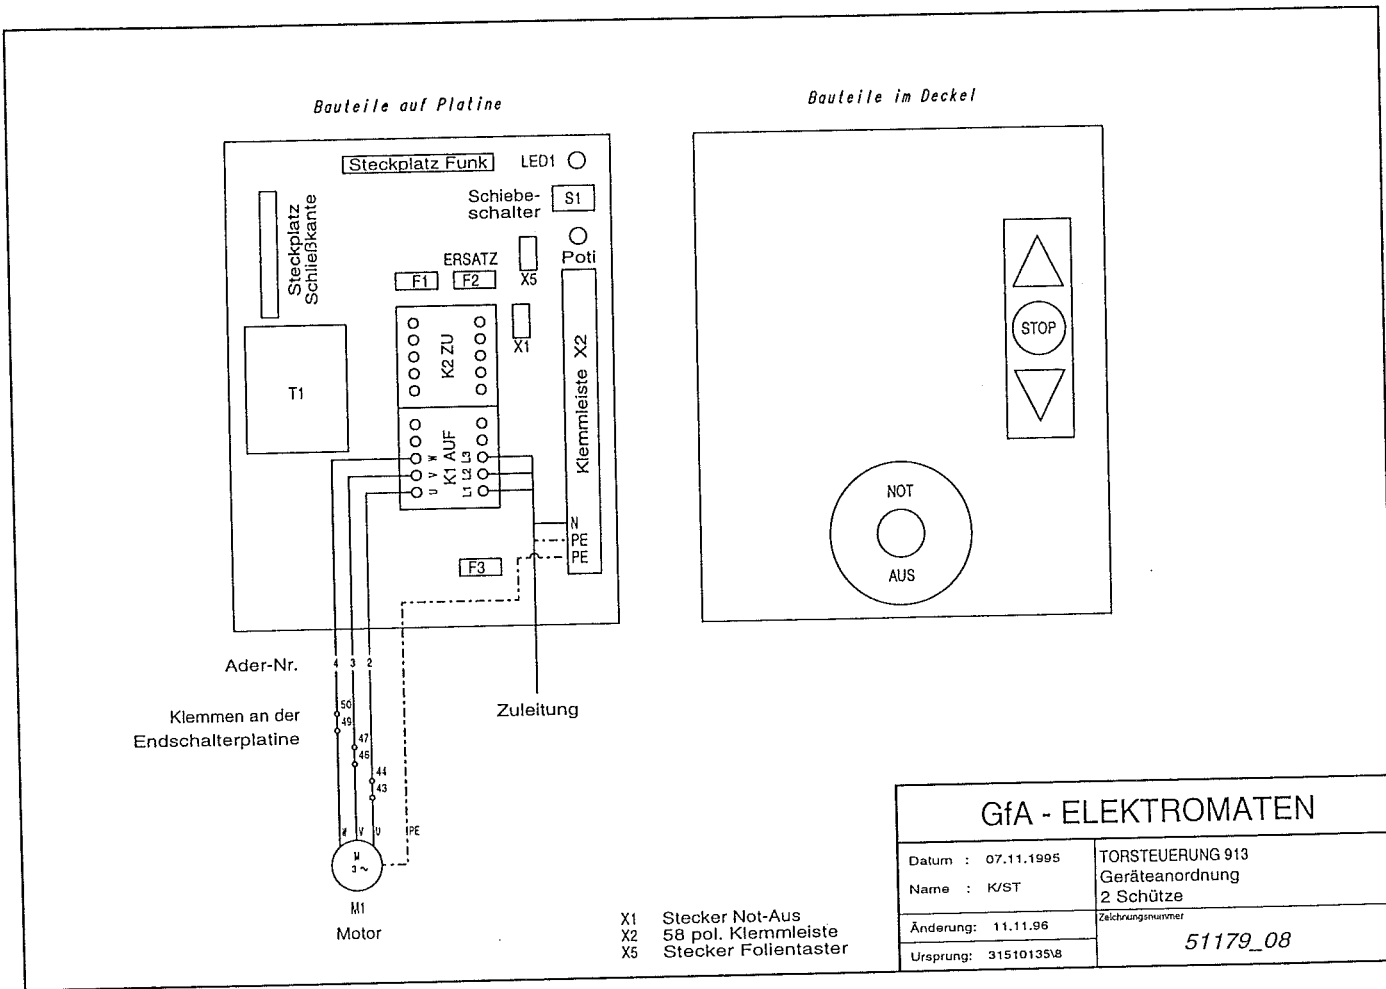 Bauteile auf Platine
Bauteile im Deckel
Steckplatz Funk
LED1
Schiebe-
schalter
S1
Steckplatz
Schließkante
Poti
ERSATZ
F1
F2
X5
X1
K2 ZU
T1
Klemmleiste X2
K1 AUF
W
V
U
L3
L2
L1
N
PE
PE
F3
STOP
NOT
AUS
Ader-Nr.
4
3
2
Klemmen an der
Endschalterplatine
50
49
47
46
44
43
Zuleitung
W
V
U
PE
M
3 ~
M1
Motor
X1 Stecker Not-Aus
X2 58 pol. Klemmleiste
X5 Stecker Folientaster
GfA - ELEKTROMATEN
Datum : 07.11.1995
Name : K/ST
TORSTEUERUNG 913
Geräteanordnung
2 Schütze
Änderung: 11.11.96
Ursprung: 31510135\8
Zeichnungsnummer
51179_08